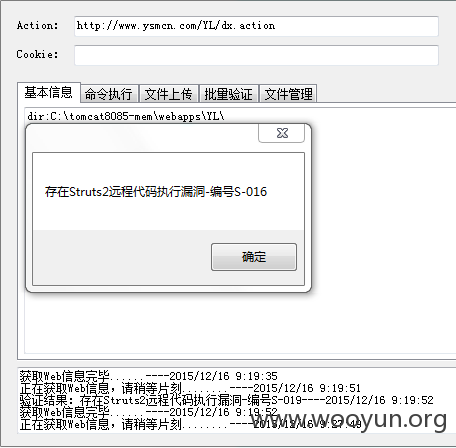 Action: http://www.ysmcn.com/YL/dx.action
Cookie:
基本信息 命令执行 文件上传 批量验证 文件管理
dir:C:\tomcat8085-mem\webapps\YL\
存在Struts2远程代码执行漏洞-编号S-016
确定
获取Web信息完毕......----2015/12/16 9:19:35
正在获取Web信息，请稍等片刻........----2015/12/16 9:19:51
验证结果：存在Struts2远程代码执行漏洞-编号S-019----2015/12/16 9:19:52
获取Web信息完毕......----2015/12/16 9:19:52
正在获取Web信息，请稍等片刻........----2015/12/16 9:27:49
www.wooyun.org